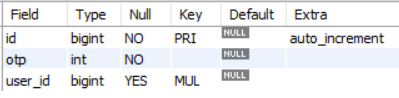 Field Type Null Key Default Extra
id bigint NO PRI NULL auto_increment
otp int NO NULL
user_id bigint YES MUL NULL